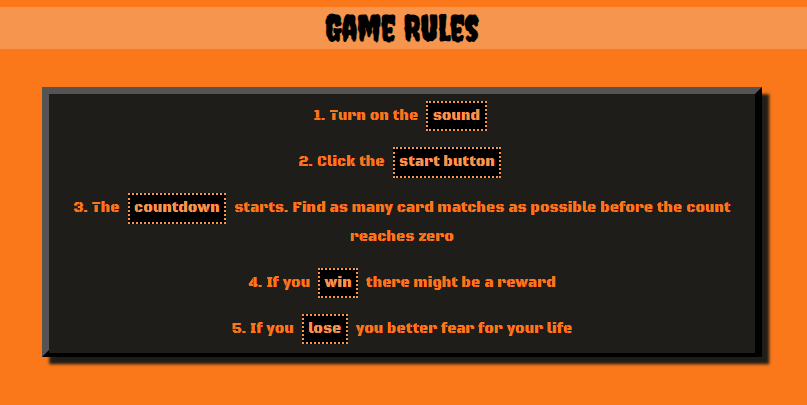 GAME RULES
1. Turn on the sound
2. Click the start button
3. The countdown starts. Find as many card matches as possible before the count
reaches zero
4. If you win there might be a reward
5. If you lose you better fear for your life